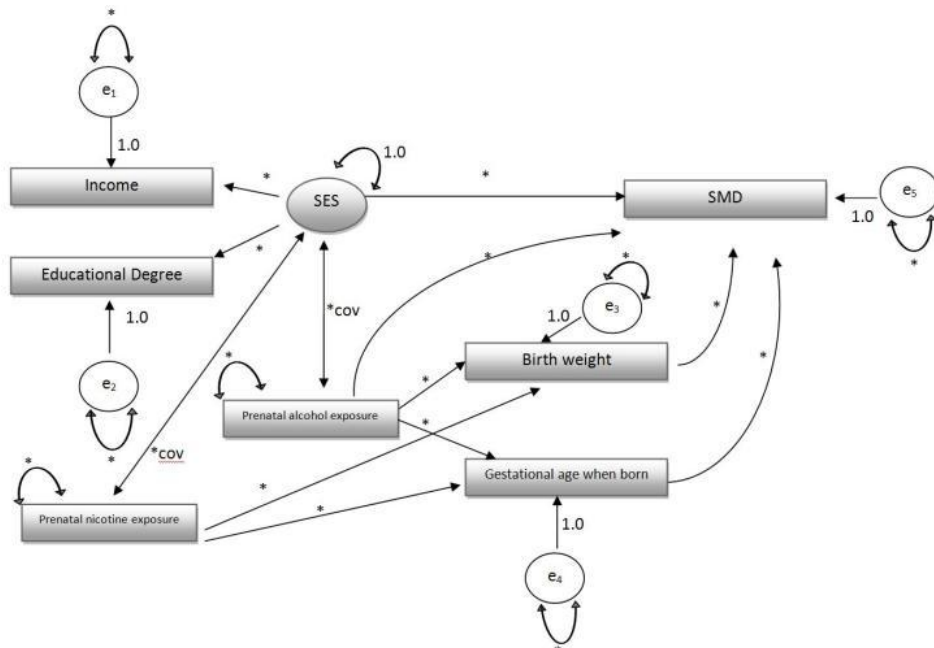 *
e1
1.0
Income
*
SES
1.0
*
SMD
1.0
e5
*
Educational Degree
*
1.0
e2
*
*cov
*
e3
*
1.0
Birth weight
*
*
Prenatal alcohol exposure
*
*
*
*cov
Gestational age when born
*
*
Prenatal nicotine exposure
*
1.0
e4
*